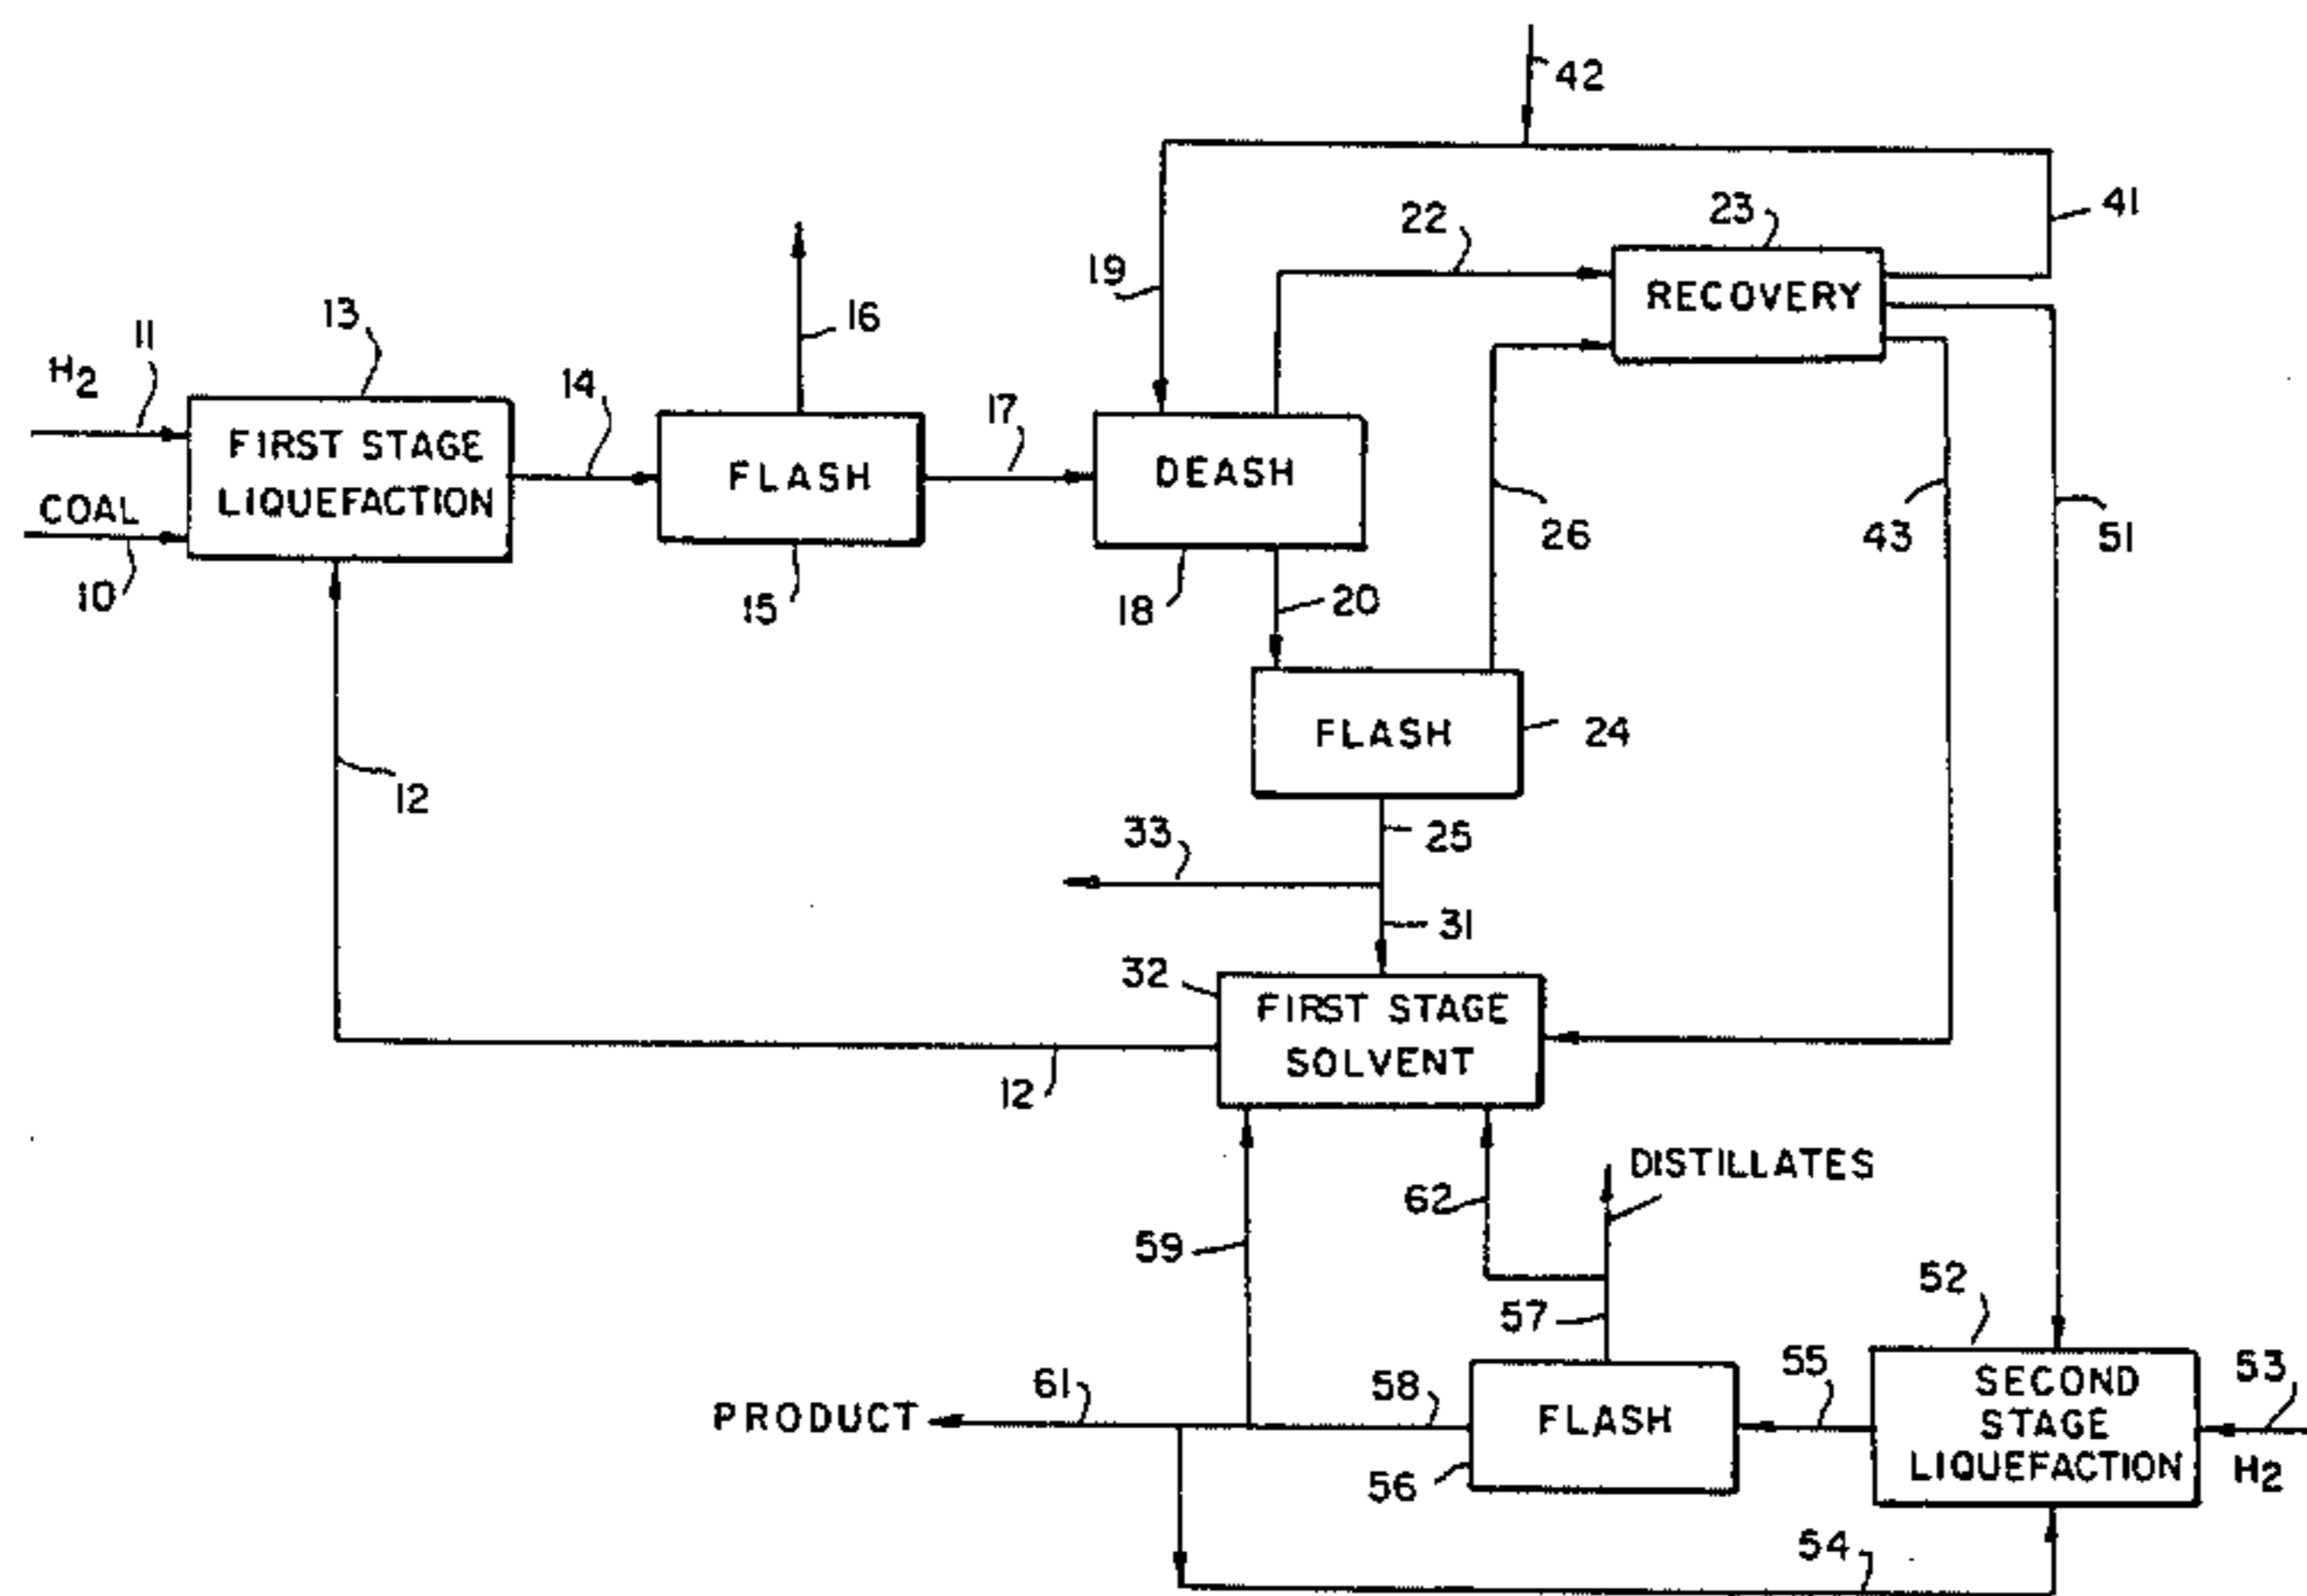 42
41
22
23
RECOVERY
19
16
13
11
H2
14
17
FIRST STAGE
LIQUEFACTION
FLASH
DEASH
COAL
10
15
18
20
26
43
51
12
FLASH
24
25
33
31
32
FIRST STAGE
SOLVENT
12
DISTILLATES
62
59
57
52
61
58
55
53
PRODUCT
FLASH
SECOND
STAGE
LIQUEFACTION
H2
56
54